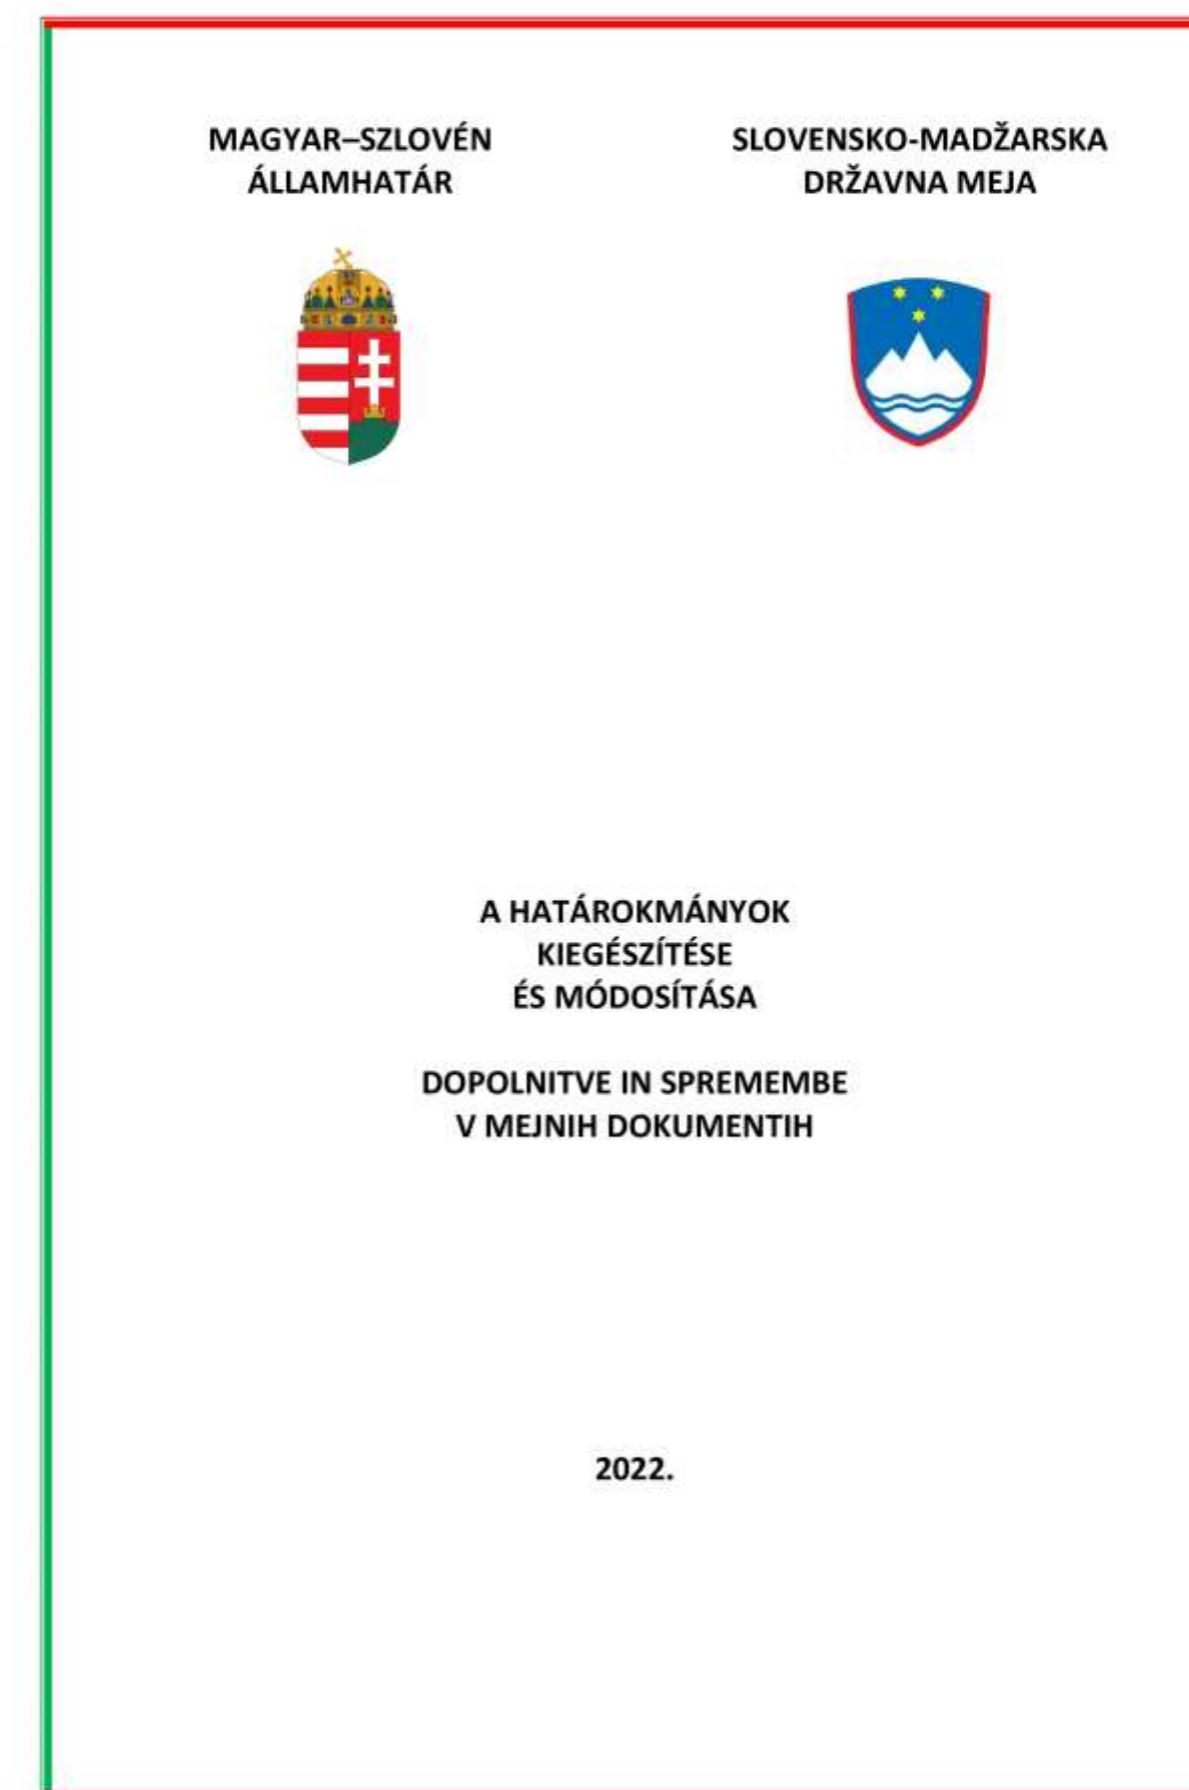 MAGYAR–SZLOVÉN
ÁLLAMHATÁR
SLOVENSKO-MADŽARSKA
DRŽAVNA MEJA
A HATÁROKMÁNYOK
KIEGÉSZÍTÉSE
ÉS MÓDOSÍTÁSA
DOPOLNITVE IN SPREMEMBE
V MEJNIH DOKUMENTIH
2022.